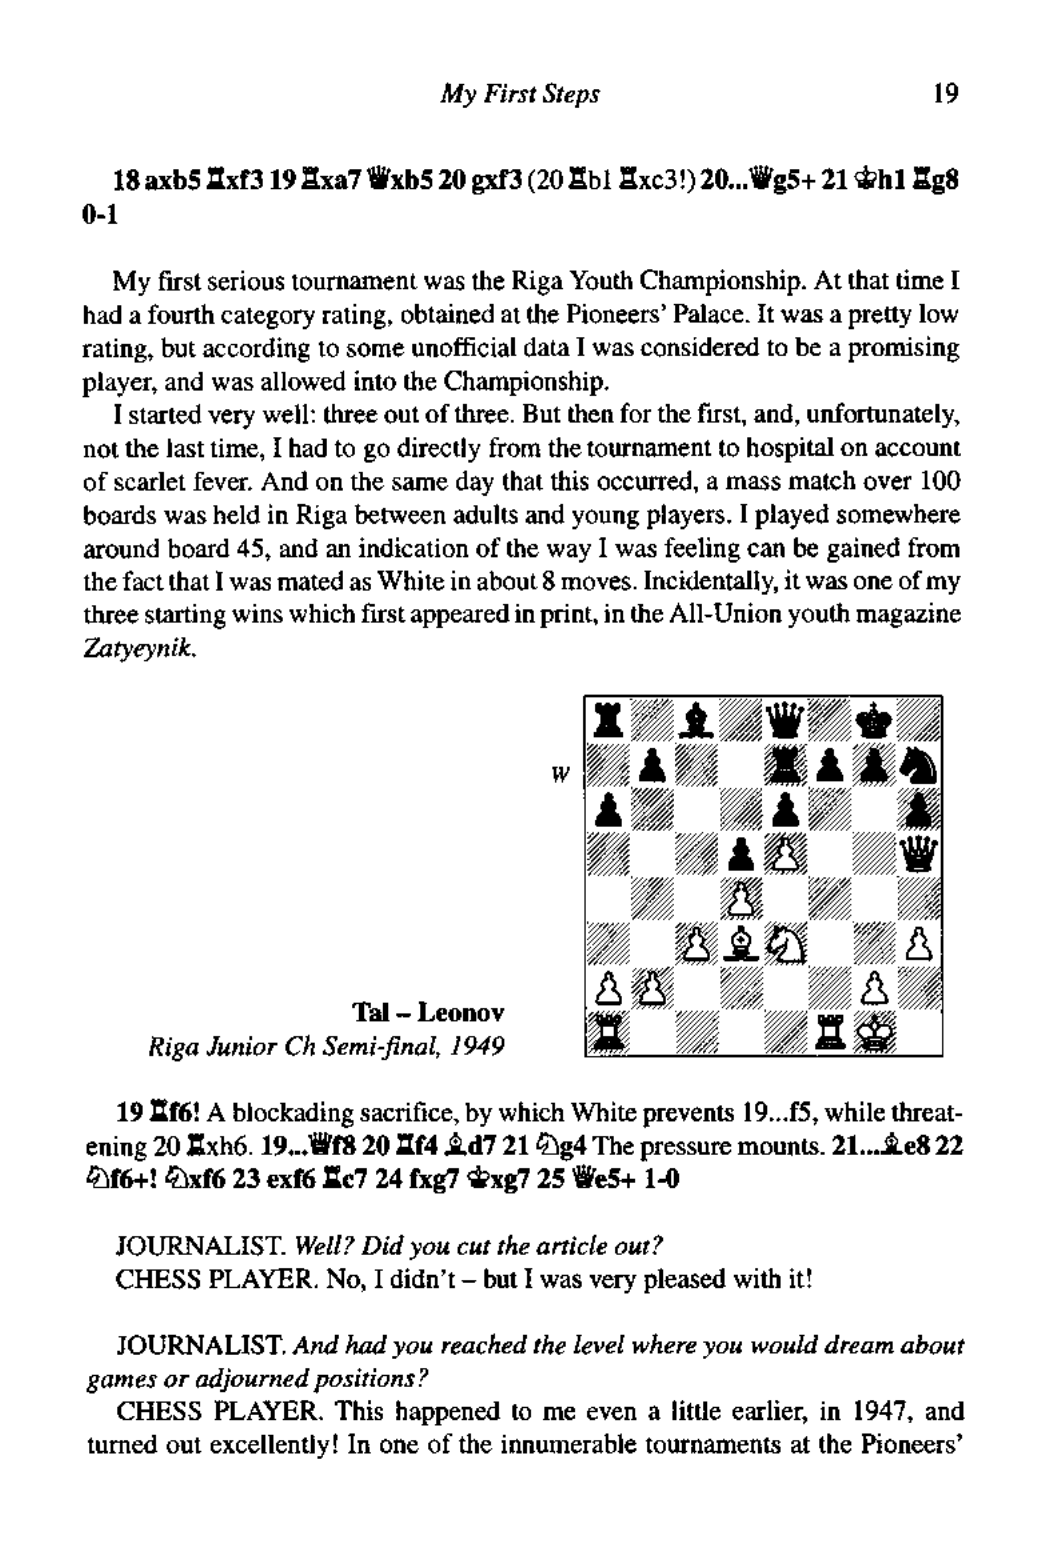 My First Steps 19
18 axb5 ♖xf3 19 ♖xa7 ♕xb5 20 gxf3 (20 ♖b1 ♖xc3!) 20...♕g5+ 21 ♔h1 ♖g8
0-1
My first serious tournament was the Riga Youth Championship. At that time I
had a fourth category rating, obtained at the Pioneers' Palace. It was a pretty low
rating, but according to some unofficial data I was considered to be a promising
player, and was allowed into the Championship.
I started very well: three out of three. But then for the first, and, unfortunately,
not the last time, I had to go directly from the tournament to hospital on account
of scarlet fever. And on the same day that this occurred, a mass match over 100
boards was held in Riga between adults and young players. I played somewhere
around board 45, and an indication of the way I was feeling can be gained from
the fact that I was mated as White in about 8 moves. Incidentally, it was one of my
three starting wins which first appeared in print, in the All-Union youth magazine
Zatyeynik.
W
Tal – Leonov
Riga Junior Ch Semi-final, 1949
19 ♖f6! A blockading sacrifice, by which White prevents 19...f5, while threat-
ening 20 ♖xh6. 19...♕f8 20 ♖f4 ♗d7 21 ♘g4 The pressure mounts. 21...♗e8 22
♘f6+! ♘xf6 23 exf6 ♖c7 24 fxg7 ♔xg7 25 ♕e5+ 1-0
JOURNALIST. Well? Did you cut the article out?
CHESS PLAYER. No, I didn't – but I was very pleased with it!
JOURNALIST. And had you reached the level where you would dream about
games or adjourned positions?
CHESS PLAYER. This happened to me even a little earlier, in 1947, and
turned out excellently! In one of the innumerable tournaments at the Pioneers'